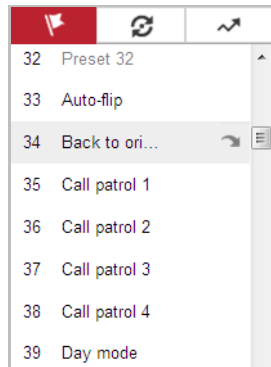 32 Preset 32
33 Auto-flip
34 Back to ori...
35 Call patrol 1
36 Call patrol 2
37 Call patrol 3
38 Call patrol 4
39 Day mode